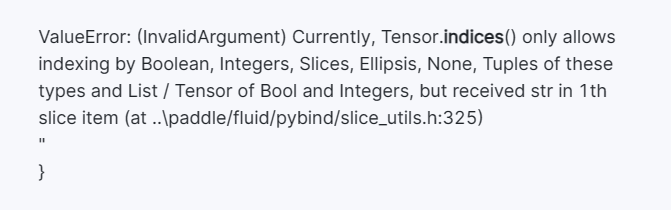 ValueError: (InvalidArgument) Currently, Tensor.indices() only allows
indexing by Boolean, Integers, Slices, Ellipsis, None, Tuples of these
types and List / Tensor of Bool and Integers, but received str in 1th
slice item (at ..\paddle/fluid/pybind/slice_utils.h:325)
"
}